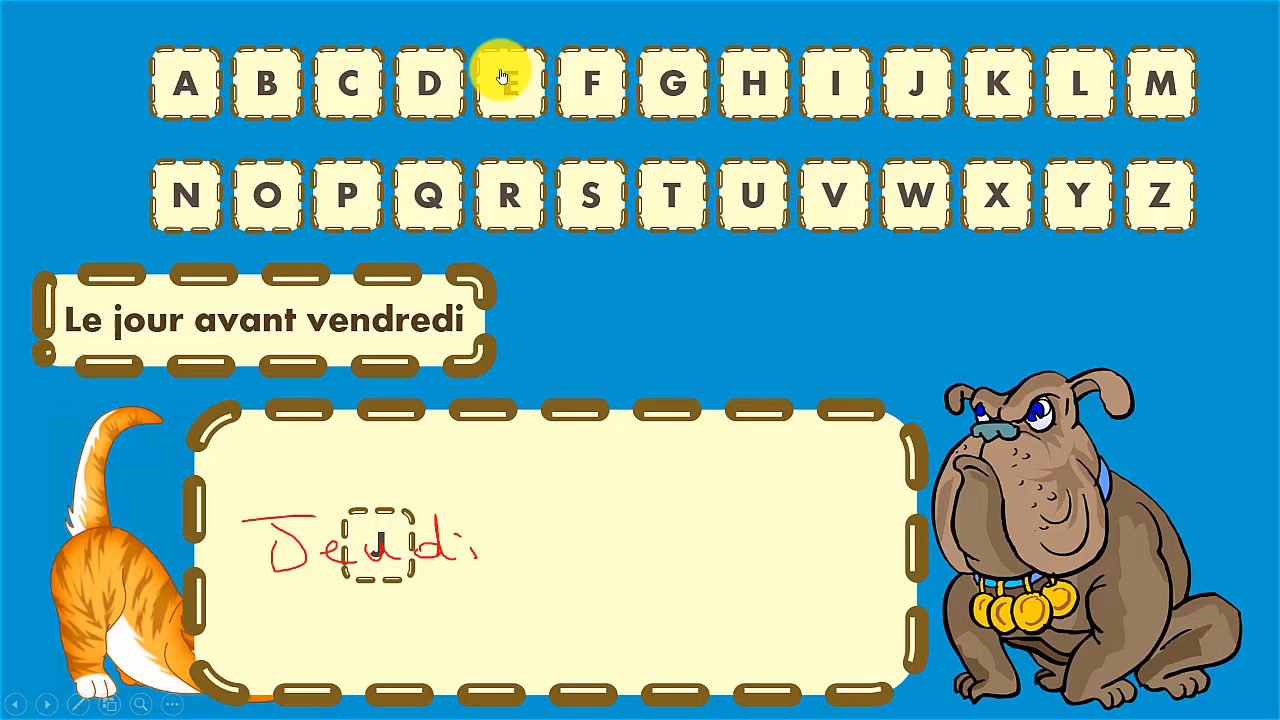 A B C D E F G H I J K L M
N O P Q R S T U V W X Y Z
Le jour avant vendredi
J
Jeudi